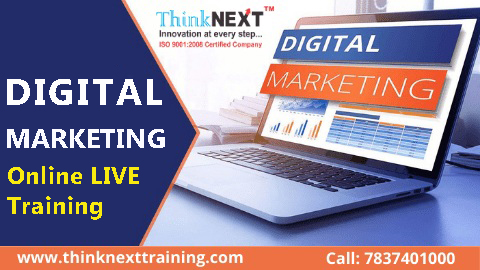 ThinkNEXT™
Innovation at every step...
ISO 9001:2008 Certified Company
DIGITAL
MARKETING
Online LIVE
Training
DIGITAL
MARKETING
www.thinknexttraining.com
Call: 7837401000